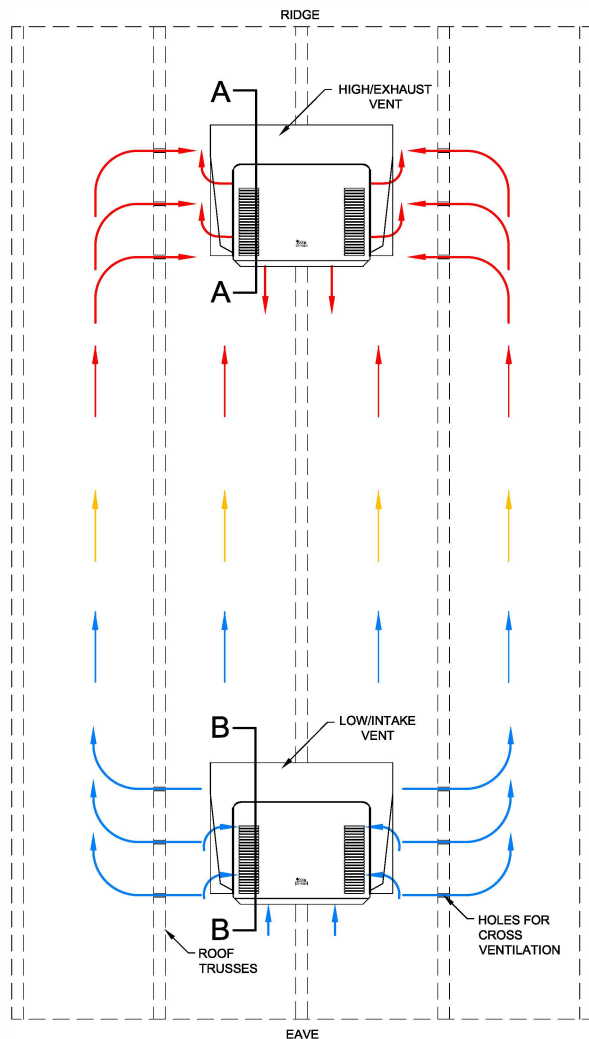 RIDGE
A
HIGH/EXHAUST
VENT
A
B
LOW/INTAKE
VENT
B
ROOF
TRUSSES
HOLES FOR
CROSS
VENTILATION
EAVE